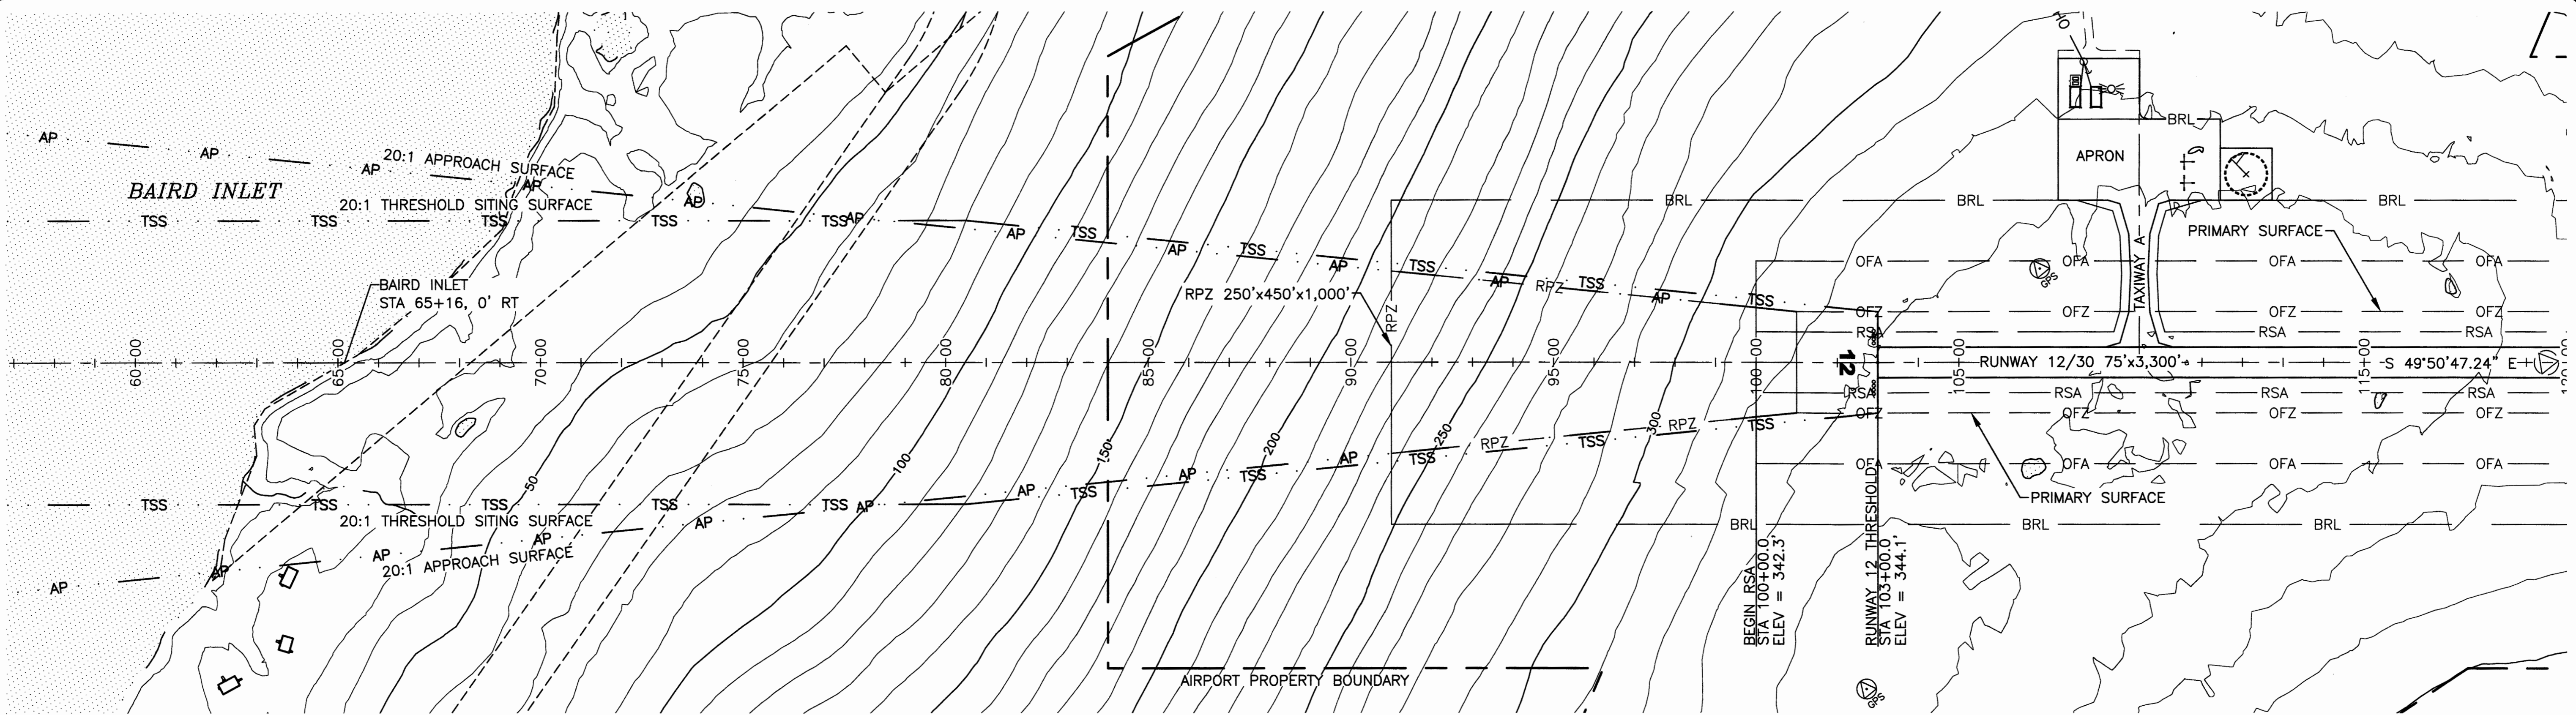 HO
BRL
AP
AP
20:1 APPROACH SURFACE
AP
AP
APRON
BAIRD INLET
AP
20:1 THRESHOLD SITING SURFACE
BRL
BRL
BRL
TSS
TSS
TSS
TSS
TSS
AP
TSS
AP
TSS
AP
TSS
AP
TSS
AP
TSS
AP
TSS
RPZ
PRIMARY SURFACE
TAXIWAY A
OFA
OFA
OFA
OFA
GPS
BAIRD INLET
STA 65+16, 0' RT
RPZ 250'x450'x1,000'
RPZ
OFZ
OFZ
OFZ
RSA
RSA
RSA
60+00
65+00
70+00
75+00
80+00
85+00
90+00
95+00
100+00
12
105+00
RUNWAY 12/30 75'x3,300'
115+00
S 49°50'47.24" E
120+00
RSA
RSA
RSA
RSA
OFZ
OFZ
OFZ
OFZ
50
100
150
200
250
300
RPZ
RPZ
TSS
AP
TSS
AP
TSS
AP
TSS
TSS
OFA
OFA
OFA
OFA
TSS
TSS
TSS
TSS
TSS
AP
AP
PRIMARY SURFACE
20:1 THRESHOLD SITING SURFACE
AP
AP
20:1 APPROACH SURFACE
AP
AP
BRL
BRL
BRL
BEGIN RSA
STA 100+00.0
ELEV = 342.3'
RUNWAY 12 THRESHOLD
STA 103+00.0
ELEV = 344.1'
AIRPORT PROPERTY BOUNDARY
GPS